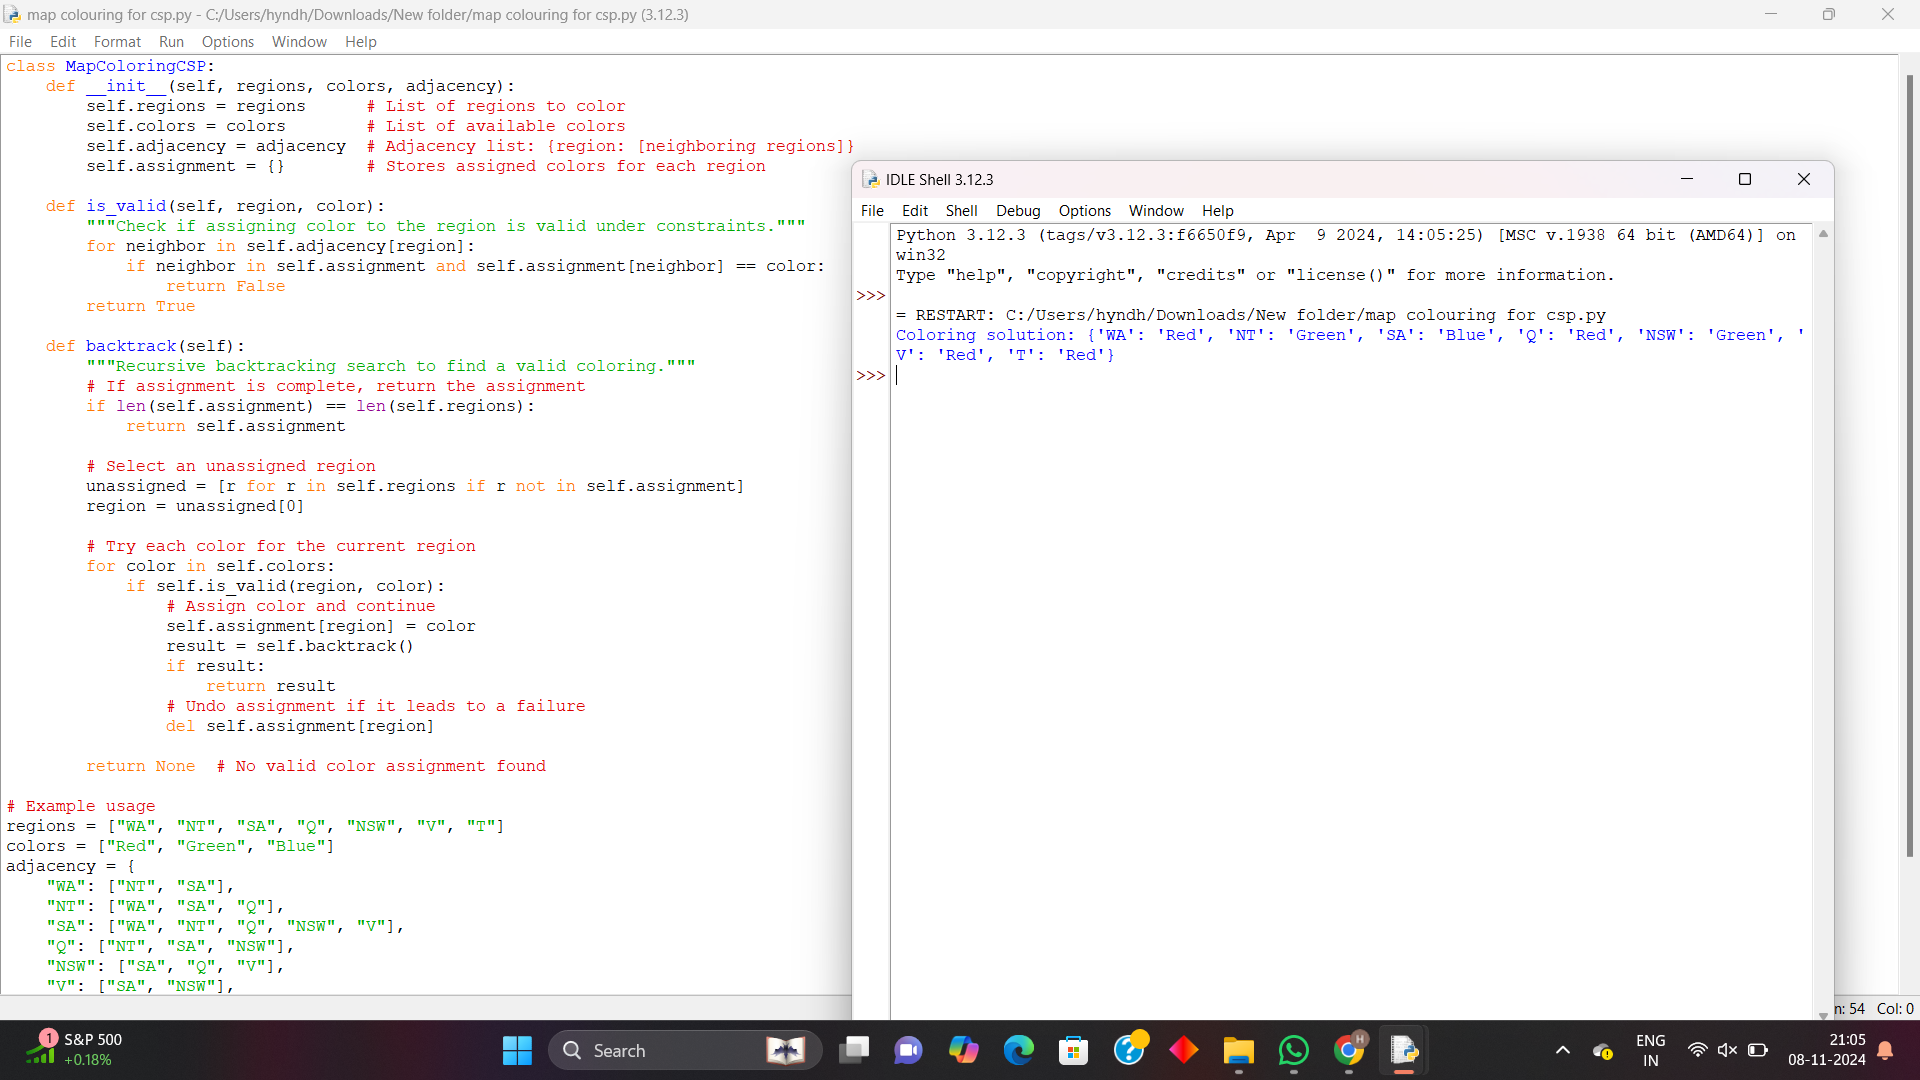 map colouring for csp.py - C:/Users/hyndh/Downloads/New folder/map colouring for csp.py (3.12.3)
File Edit Format Run Options Window Help
class MapColoringCSP:
    def __init__(self, regions, colors, adjacency):
        self.regions = regions      # List of regions to color
        self.colors = colors        # List of available colors
        self.adjacency = adjacency  # Adjacency list: {region: [neighboring regions]}
        self.assignment = {}        # Stores assigned colors for each region
    def is_valid(self, region, color):
        """Check if assigning color to the region is valid under constraints."""
        for neighbor in self.adjacency[region]:
            if neighbor in self.assignment and self.assignment[neighbor] == color:
                return False
        return True
    def backtrack(self):
        """Recursive backtracking search to find a valid coloring."""
        # If assignment is complete, return the assignment
        if len(self.assignment) == len(self.regions):
            return self.assignment
        # Select an unassigned region
        unassigned = [r for r in self.regions if r not in self.assignment]
        region = unassigned[0]
        # Try each color for the current region
        for color in self.colors:
            if self.is_valid(region, color):
                # Assign color and continue
                self.assignment[region] = color
                result = self.backtrack()
                if result:
                    return result
                # Undo assignment if it leads to a failure
                del self.assignment[region]
        return None  # No valid color assignment found
# Example usage
regions = ["WA", "NT", "SA", "Q", "NSW", "V", "T"]
colors = ["Red", "Green", "Blue"]
adjacency = {
    "WA": ["NT", "SA"],
    "NT": ["WA", "SA", "Q"],
    "SA": ["WA", "NT", "Q", "NSW", "V"],
    "Q": ["NT", "SA", "NSW"],
    "NSW": ["SA", "Q", "V"],
    "V": ["SA", "NSW"],
IDLE Shell 3.12.3
File Edit Shell Debug Options Window Help
Python 3.12.3 (tags/v3.12.3:f6650f9, Apr  9 2024, 14:05:25) [MSC v.1938 64 bit (AMD64)] on
win32
Type "help", "copyright", "credits" or "license()" for more information.
>>>
= RESTART: C:/Users/hyndh/Downloads/New folder/map colouring for csp.py
Coloring solution: {'WA': 'Red', 'NT': 'Green', 'SA': 'Blue', 'Q': 'Red', 'NSW': 'Green', '
V': 'Red', 'T': 'Red'}
>>>
n: 54 Col: 0
1
S&P 500
+0.18%
Search
H
ENG
IN
21:05
08-11-2024